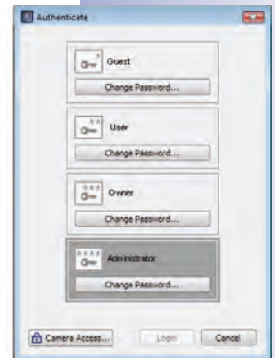 Authenticate
Guest
Change Password...
User
Change Password...
Owner
Change Password...
Administrator
Change Password...
Camera Access...
Login
Cancel